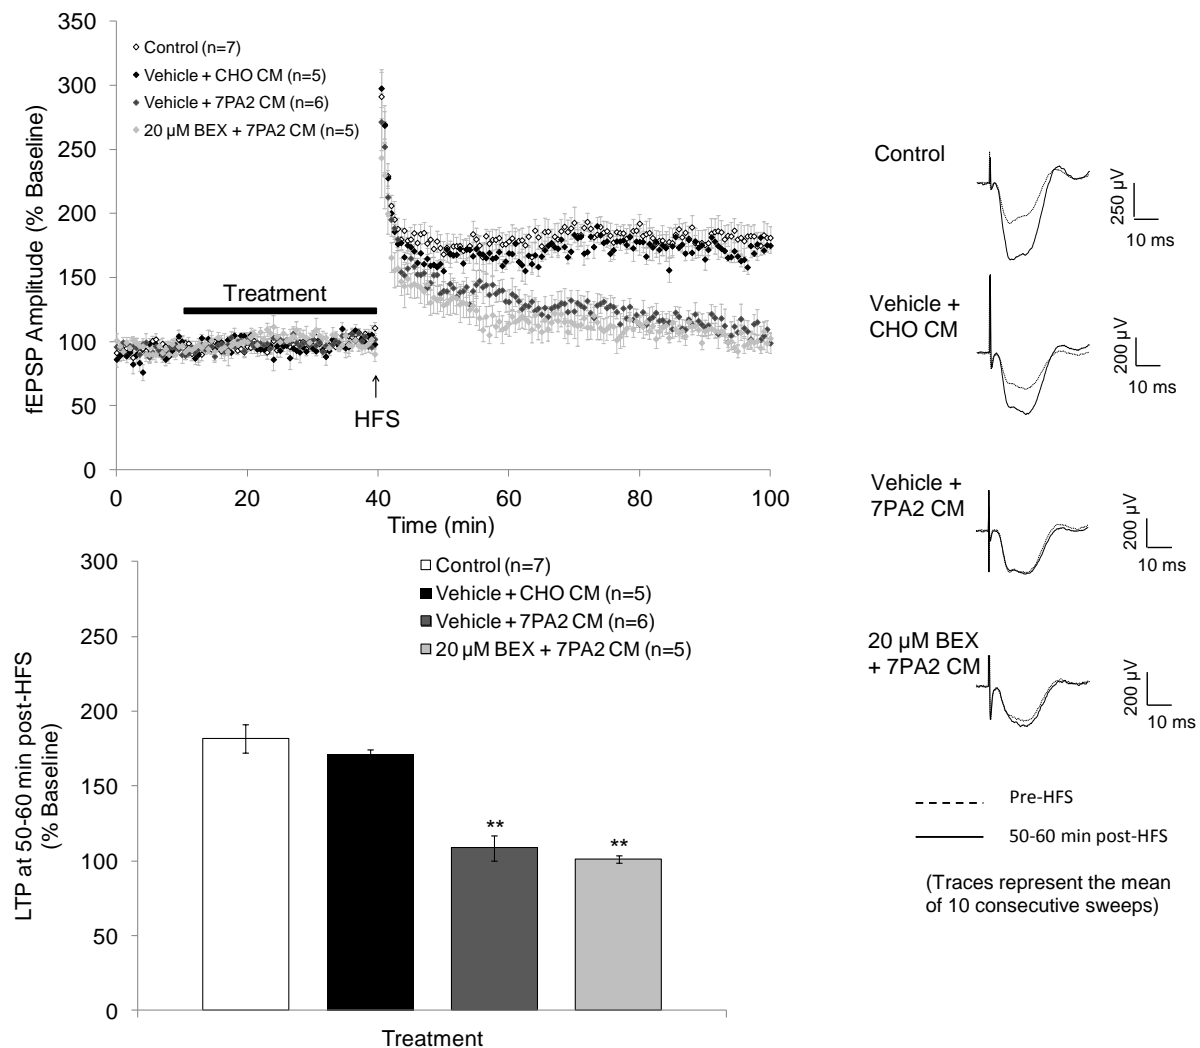 350
300
250
200
150
100
50
0
fEPSP Amplitude (% Baseline)
Control (n=7)
Vehicle + CHO CM (n=5)
Vehicle + 7PA2 CM (n=6)
20 µM BEX + 7PA2 CM (n=5)
Treatment
HFS
0 20 40 60 80 100
Time (min)
Control
250 µV
10 ms
Vehicle +
CHO CM
200 µV
10 ms
Vehicle +
7PA2 CM
200 µV
10 ms
20 µM BEX
+ 7PA2 CM
200 µV
10 ms
Pre-HFS
50-60 min post-HFS
(Traces represent the mean
of 10 consecutive sweeps)
300
250
200
150
100
50
0
LTP at 50-60 min post-HFS
(% Baseline)
Control (n=7)
Vehicle + CHO CM (n=5)
Vehicle + 7PA2 CM (n=6)
20 µM BEX + 7PA2 CM (n=5)
**
**
Treatment